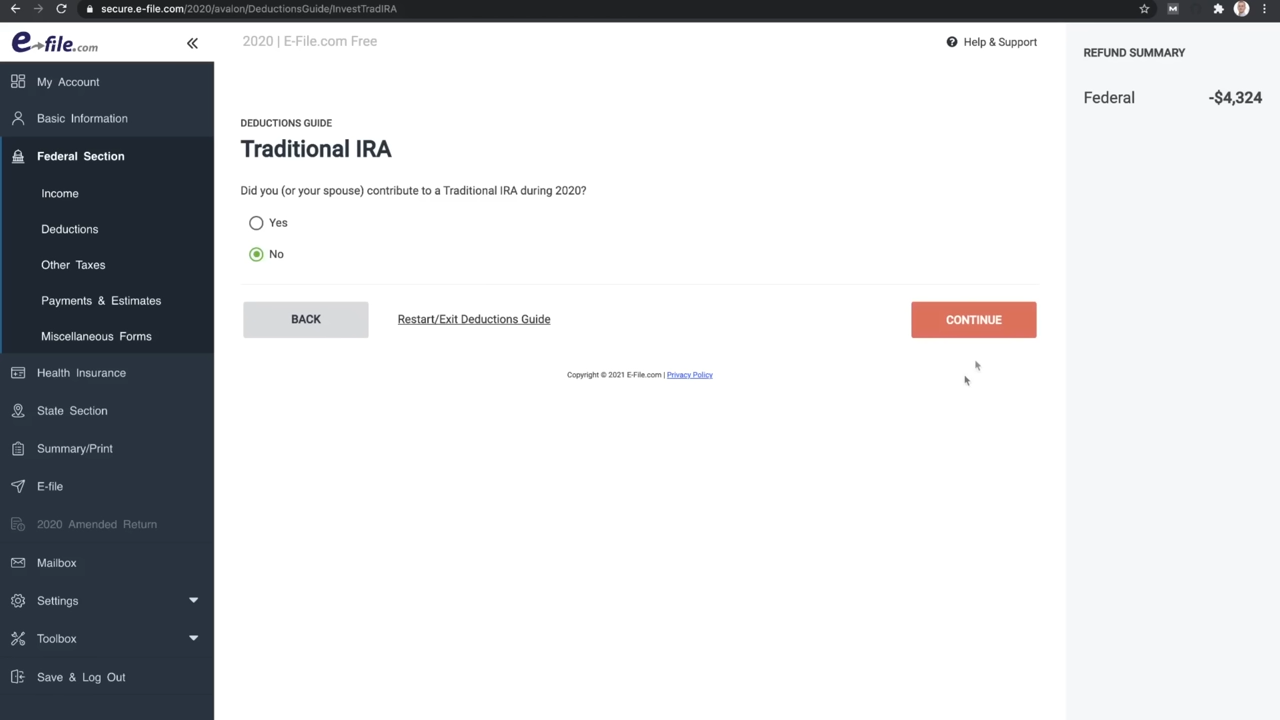 secure.e-file.com/2020/avalon/DeductionsGuide/InvestTradIRA
e-file.com
My Account
Basic Information
Federal Section
Income
Deductions
Other Taxes
Payments & Estimates
Miscellaneous Forms
Health Insurance
State Section
Summary/Print
E-file
2020 Amended Return
Mailbox
Settings
Toolbox
Save & Log Out
2020 | E-File.com Free
Help & Support
DEDUCTIONS GUIDE
Traditional IRA
Did you (or your spouse) contribute to a Traditional IRA during 2020?
Yes
No
BACK
Restart/Exit Deductions Guide
CONTINUE
Copyright © 2021 E-File.com | Privacy Policy
REFUND SUMMARY
Federal -$4,324